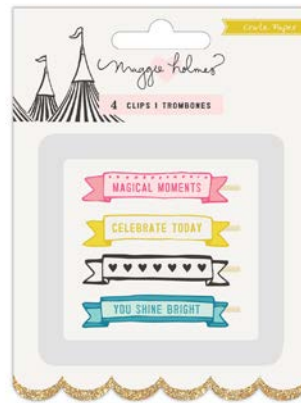 Crate Paper
maggie holmes
4 CLIPS | TROMBONES
MAGICAL MOMENTS
CELEBRATE TODAY
YOU SHINE BRIGHT